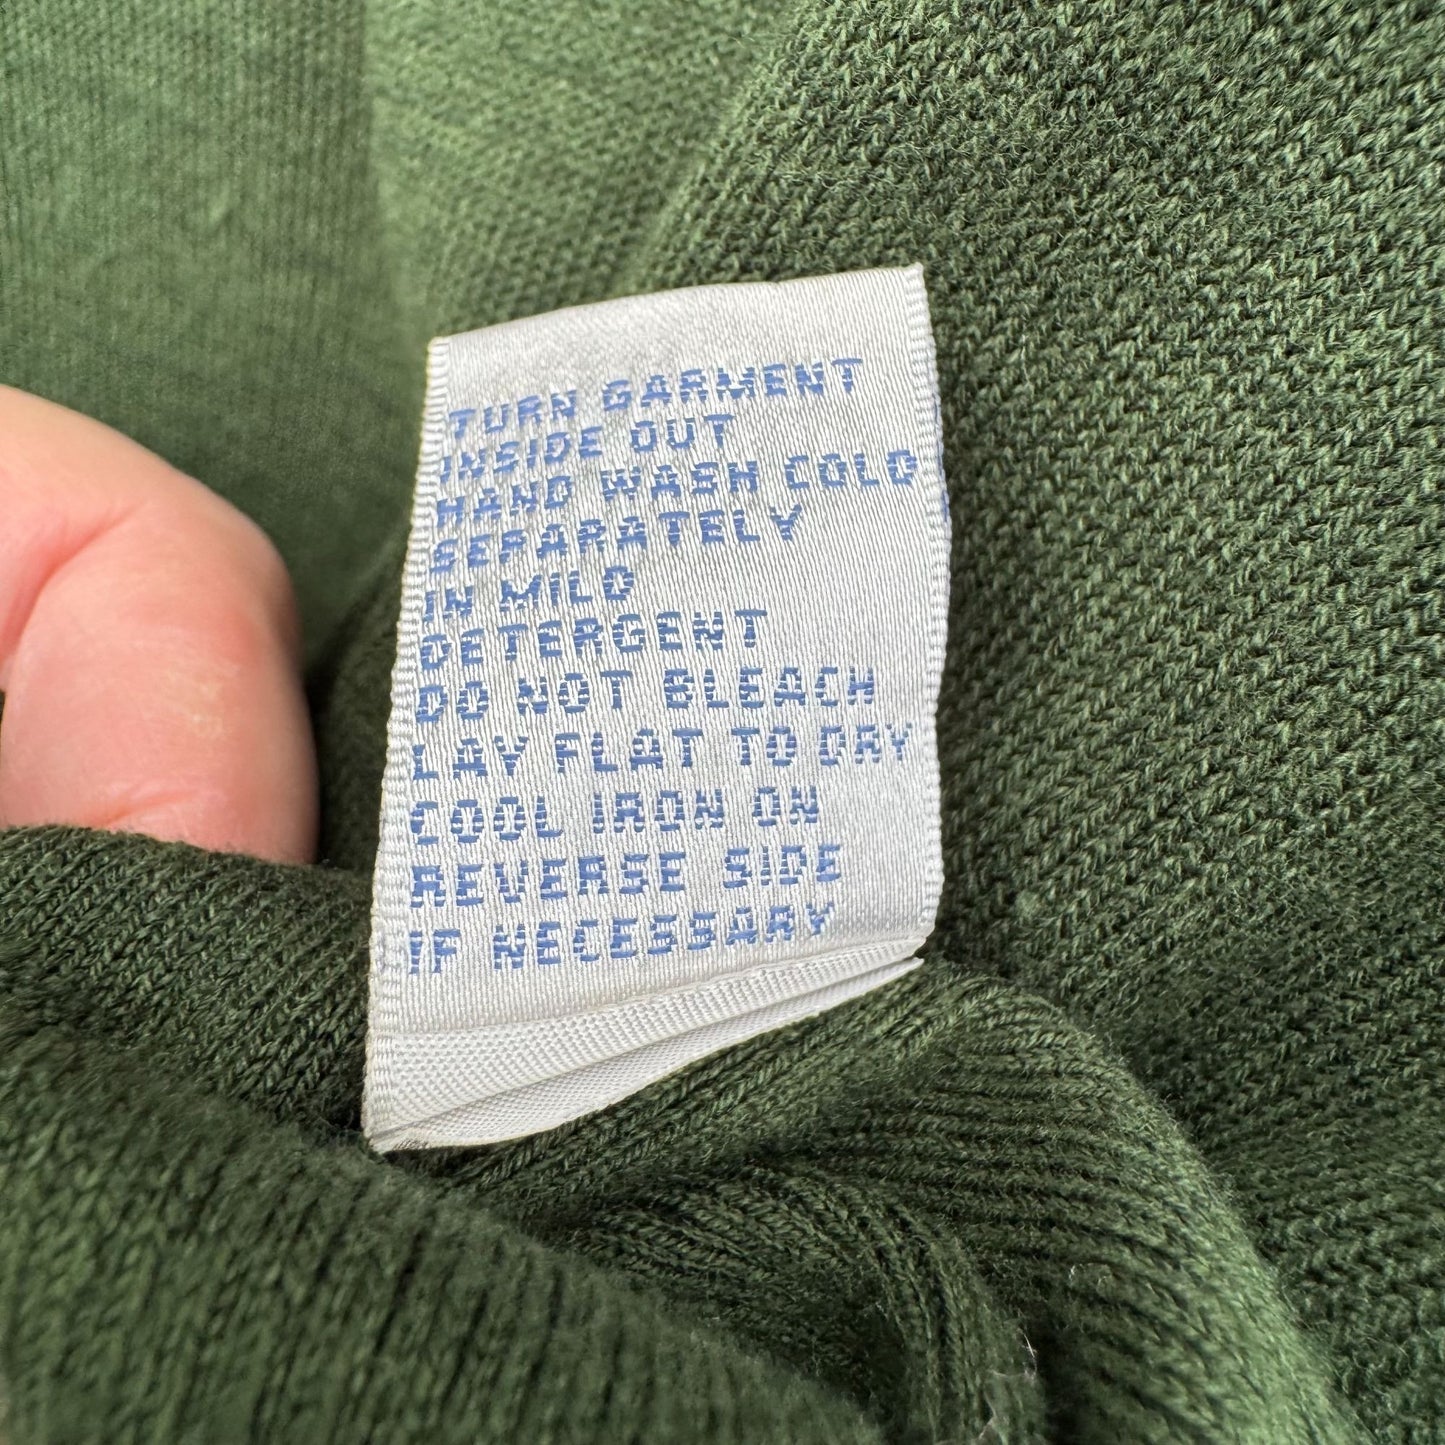 TURN GARMENT
INSIDE OUT
HAND WASH COLD
SEPARATELY
IN MILD
DETERGENT
DO NOT BLEACH
LAY FLAT TO DRY
COOL IRON ON
REVERSE SIDE
IF NECESSARY